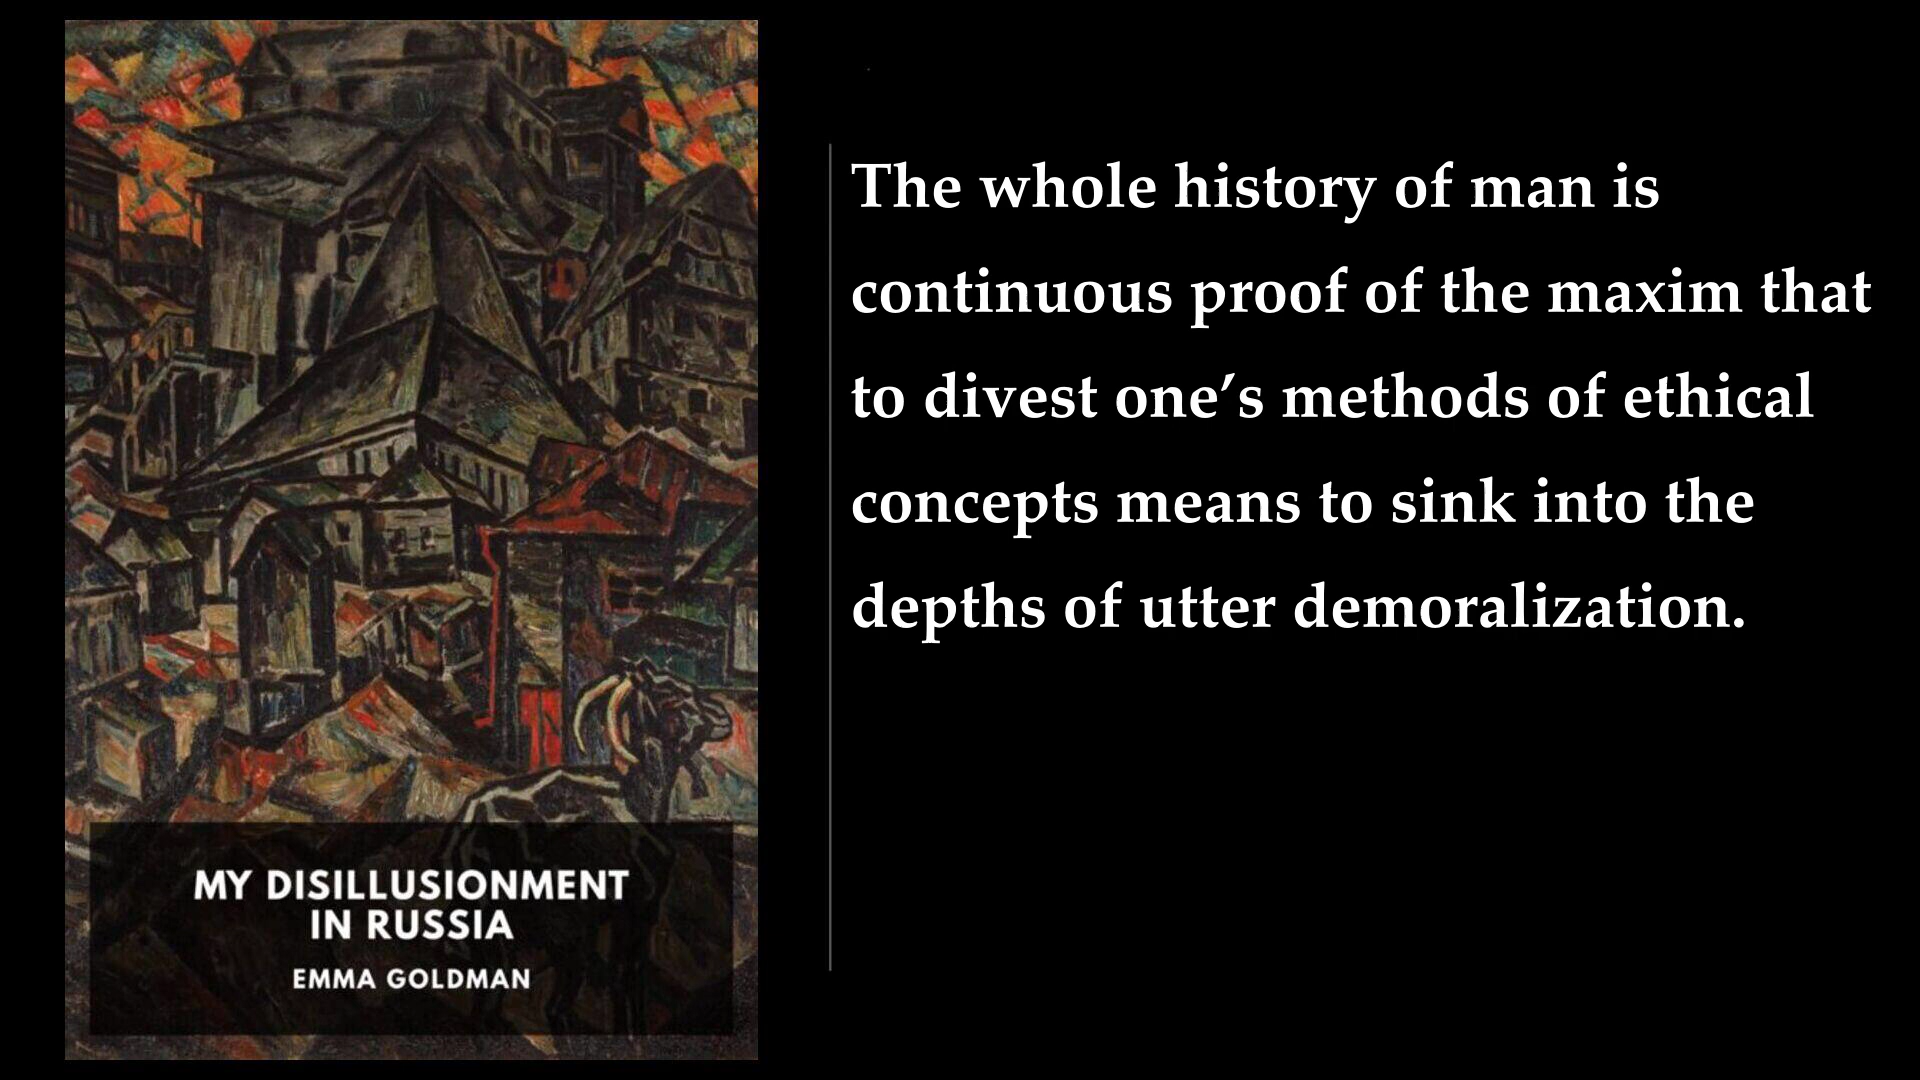 The whole history of man is
continuous proof of the maxim that
to divest one’s methods of ethical
concepts means to sink into the
depths of utter demoralization.
MY DISILLUSIONMENT
IN RUSSIA
EMMA GOLDMAN